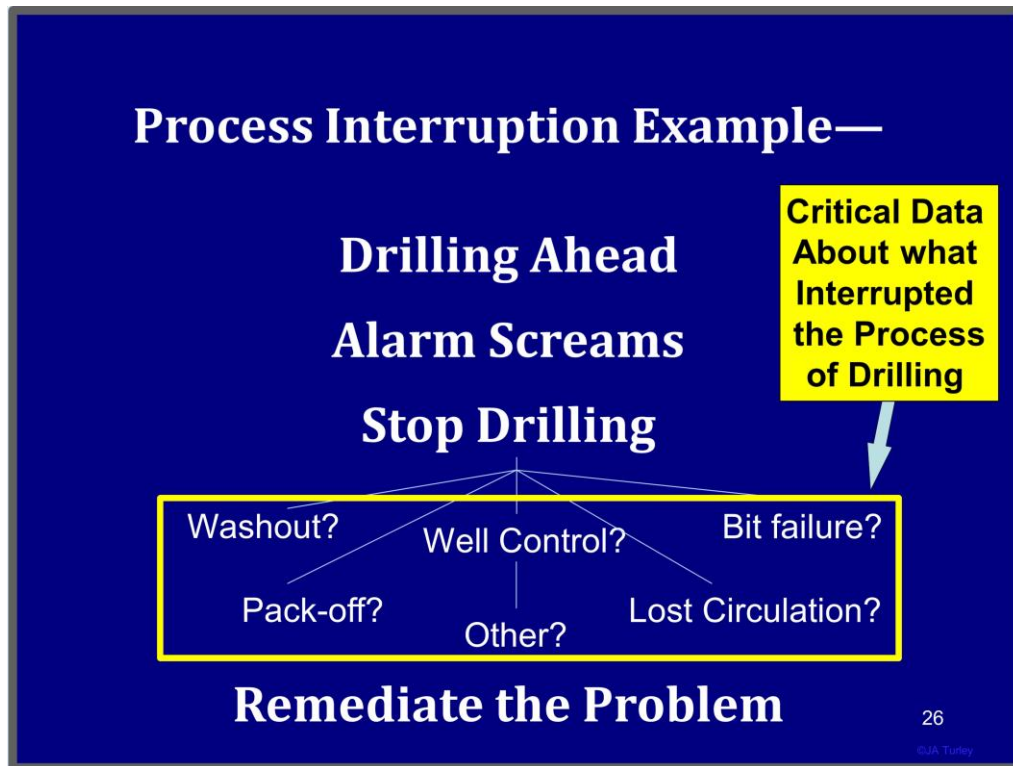 Process Interruption Example—
Critical Data
About what
Interrupted
the Process
of Drilling
Drilling Ahead
Alarm Screams
Stop Drilling
Washout?
Well Control?
Bit failure?
Pack-off?
Other?
Lost Circulation?
Remediate the Problem
26
©JA Turley